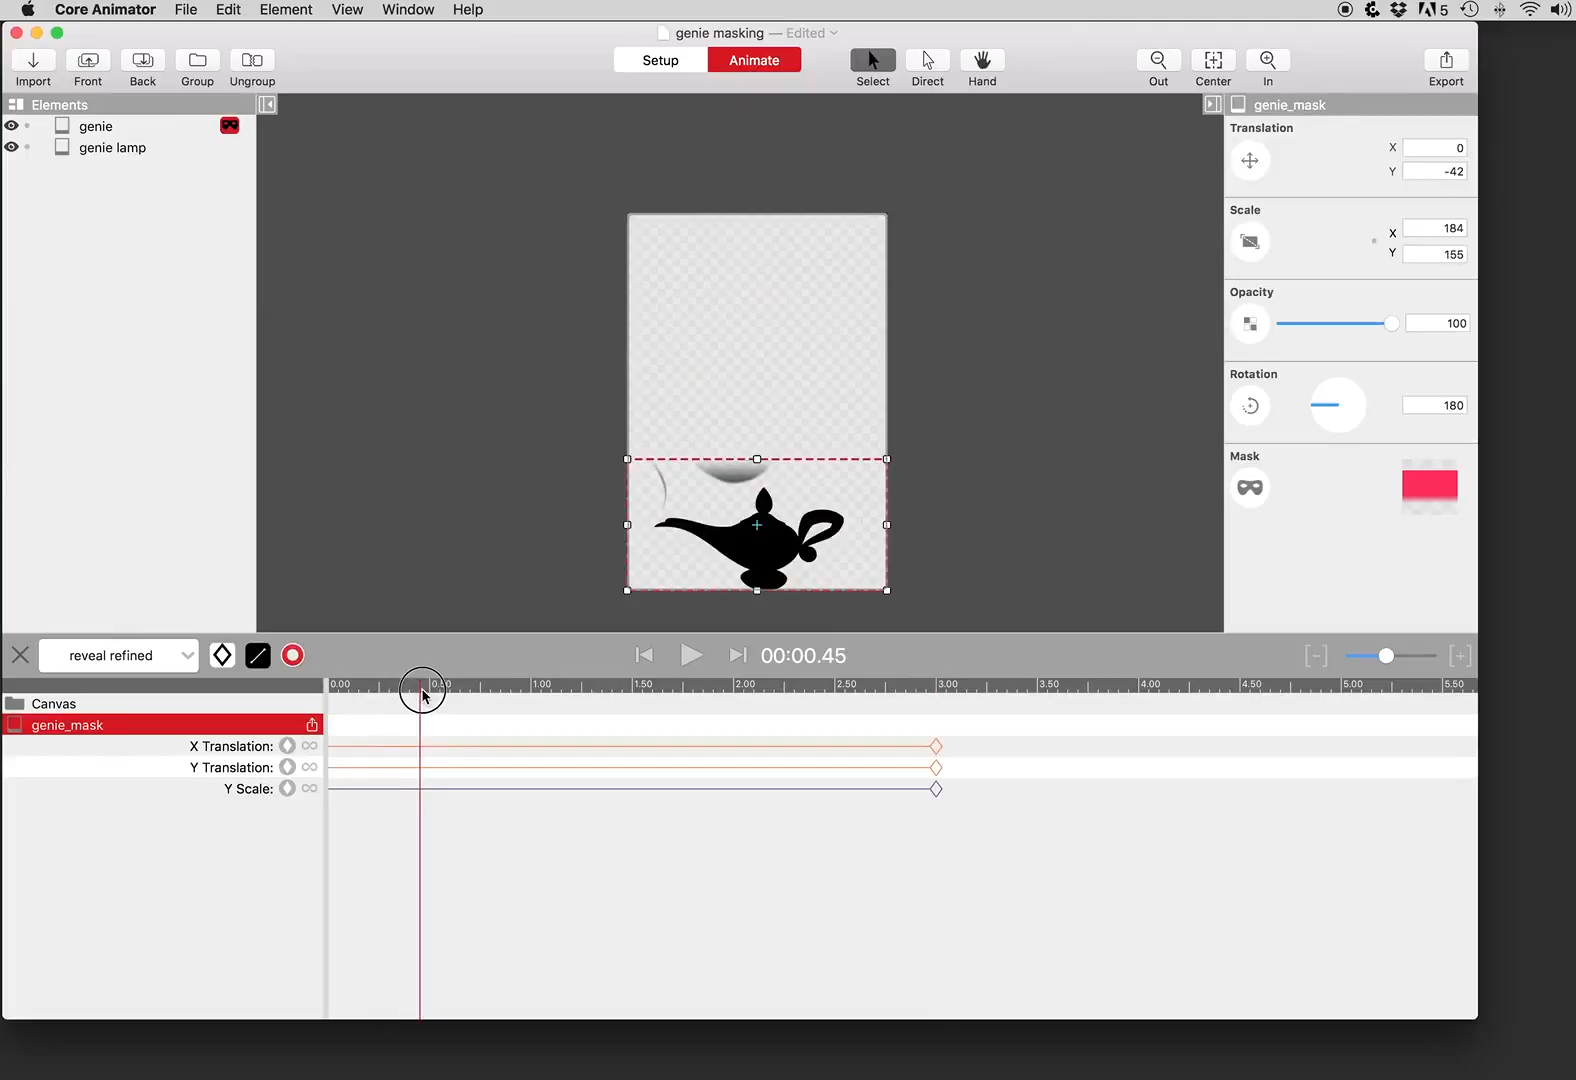 Core Animator File Edit Element View Window Help 5
genie masking — Edited
Import Front Back Group Ungroup Setup Animate Select Direct Hand Out Center In Export
Elements
genie
genie lamp
genie_mask
Translation
X 0
Y -42
Scale
X 184
Y 155
Opacity
100
Rotation
180
Mask
reveal refined 00:00.45
0.00 0.50 1.00 1.50 2.00 2.50 3.00 3.50 4.00 4.50 5.00 5.50
Canvas
genie_mask
X Translation:
Y Translation:
Y Scale: